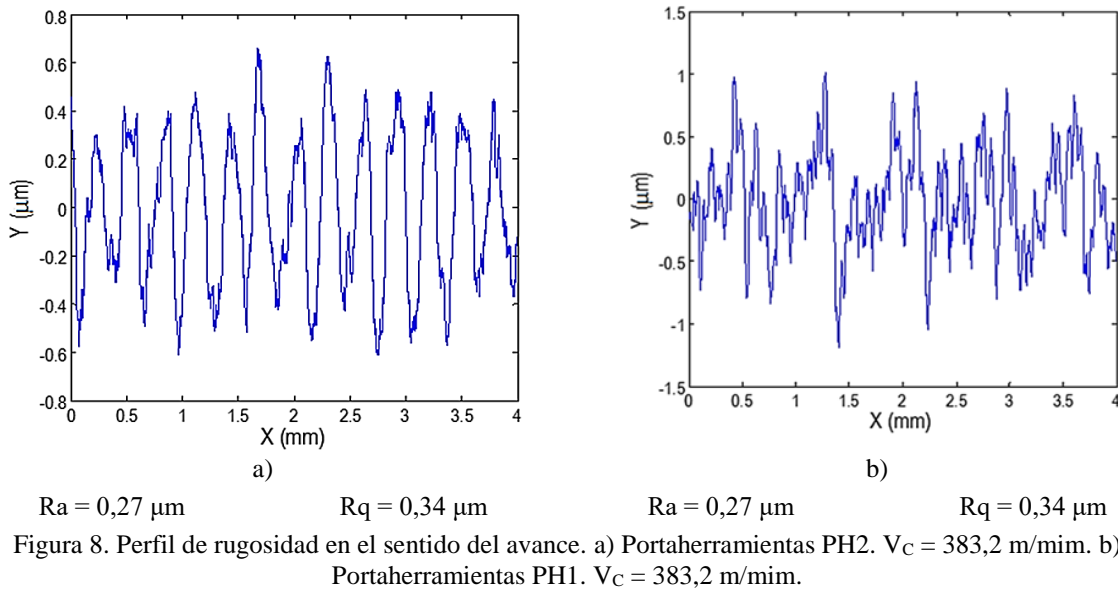 0.8
0.6
0.4
0.2
0
-0.2
-0.4
-0.6
-0.8
Y (μm)
0 0.5 1 1.5 2 2.5 3 3.5 4
X (mm)
a)
1.5
1
0.5
0
-0.5
-1
-1.5
Y (μm)
0 0.5 1 1.5 2 2.5 3 3.5 4
X (mm)
b)
Ra = 0,27 μm Rq = 0,34 μm Ra = 0,27 μm Rq = 0,34 μm
Figura 8. Perfil de rugosidad en el sentido del avance. a) Portaherramientas PH2. VC = 383,2 m/mim. b)
Portaherramientas PH1. VC = 383,2 m/mim.